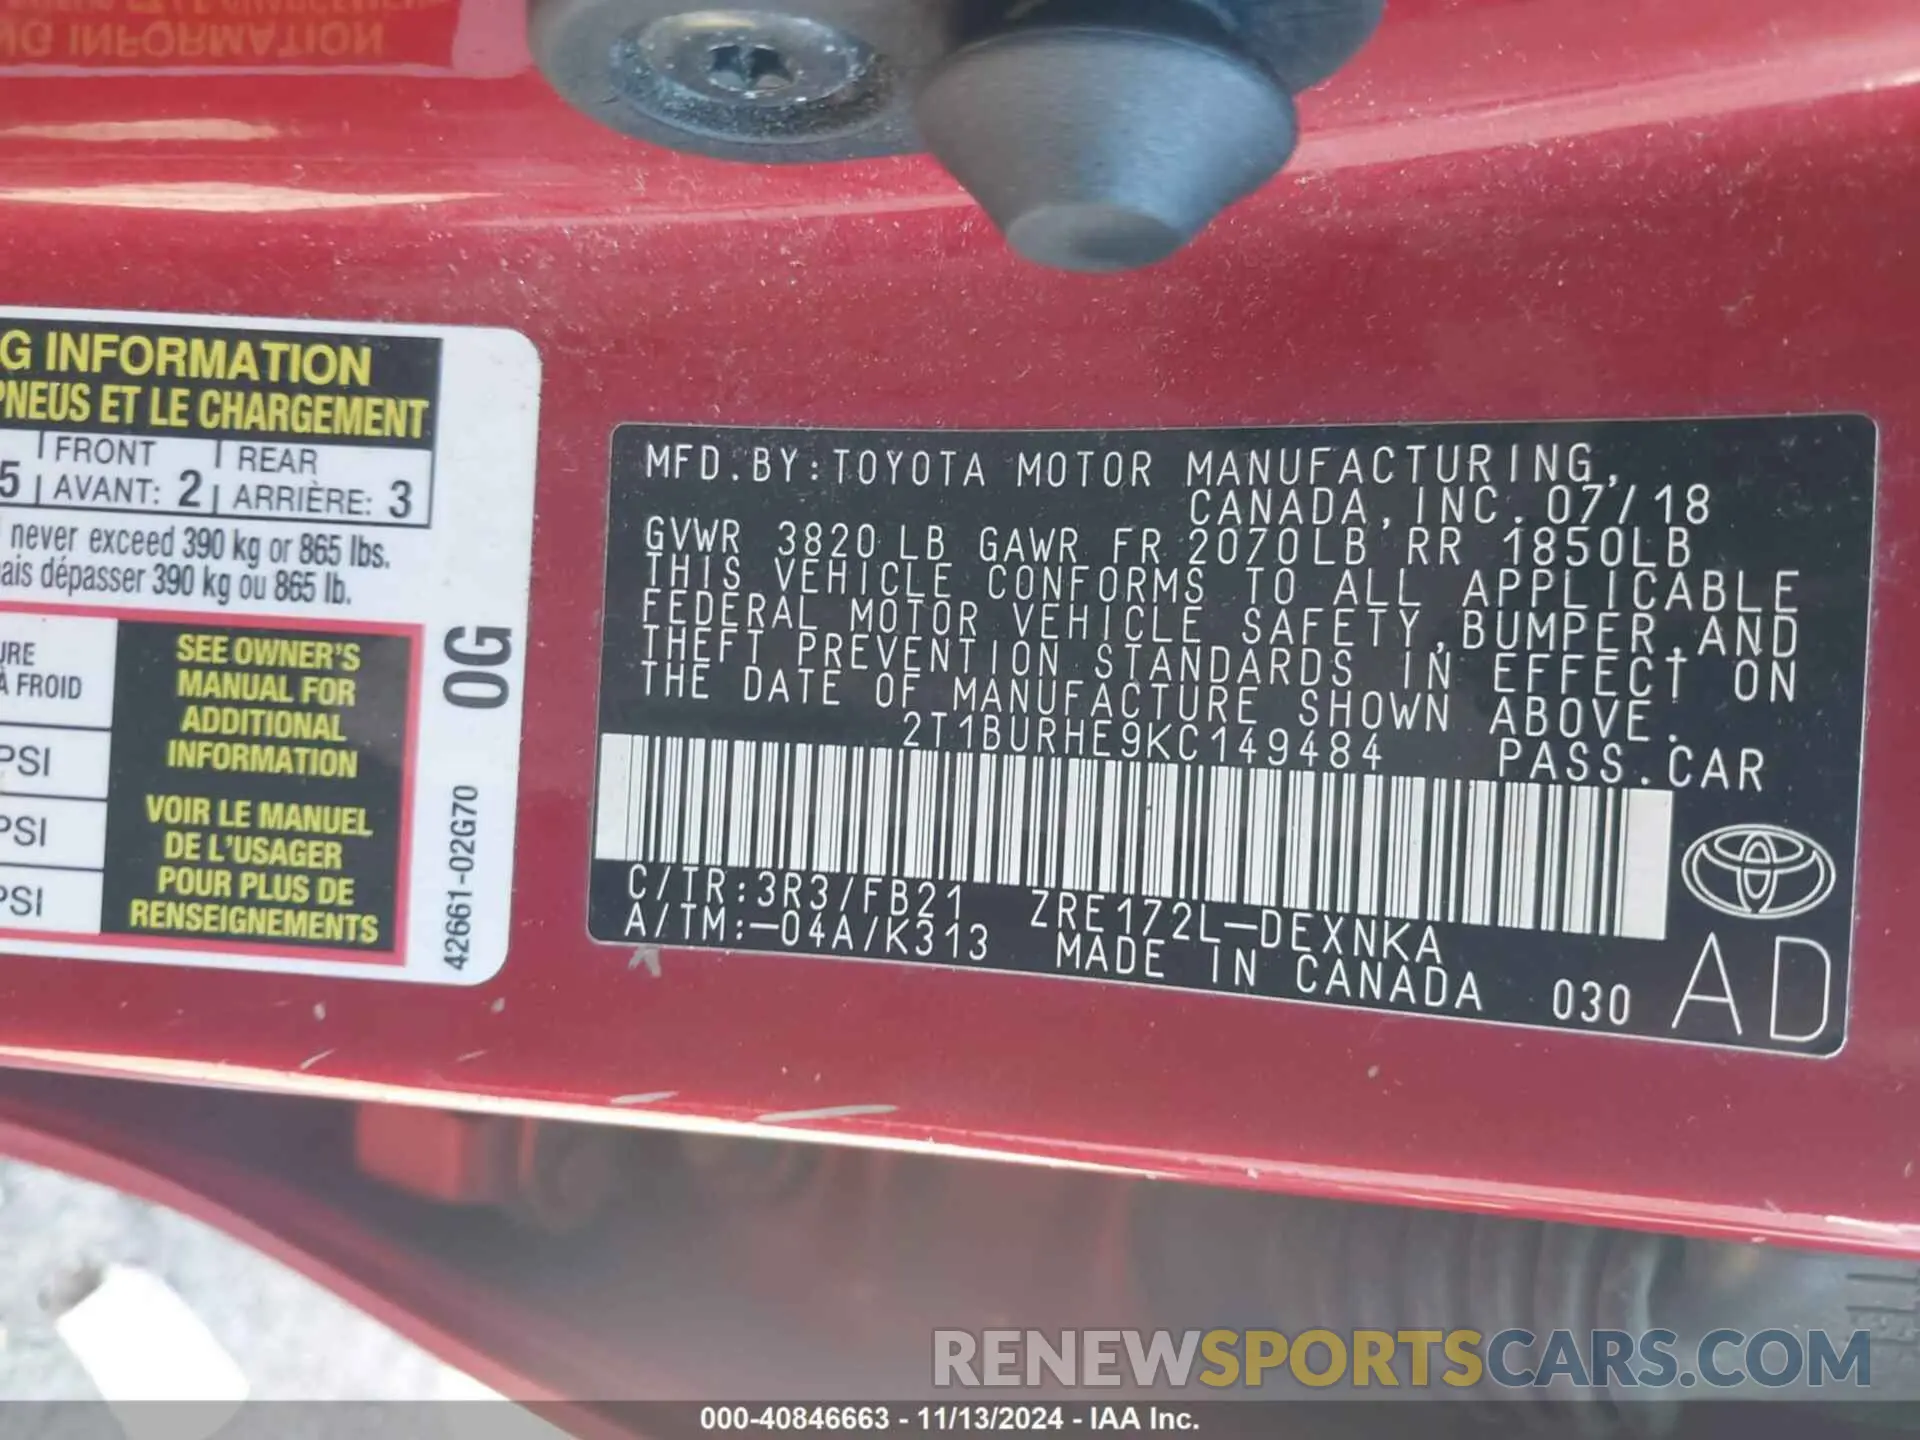 NG INFORMATION
G INFORMATION
PNEUS ET LE CHARGEMENT
5 FRONT AVANT: 2 REAR ARRIÈRE: 3
never exceed 390 kg or 865 lbs.
ais dépasser 390 kg ou 865 lb.
URE
À FROID
PSI
PSI
PSI
SEE OWNER'S
MANUAL FOR
ADDITIONAL
INFORMATION
VOIR LE MANUEL
DE L'USAGER
POUR PLUS DE
RENSEIGNEMENTS
0G
42661-02G70
MFD.BY:TOYOTA MOTOR MANUFACTURING,
CANADA, INC. 07/18
GVWR 3820 LB GAWR FR 2070LB RR 1850LB
THIS VEHICLE CONFORMS TO ALL APPLICABLE
FEDERAL MOTOR VEHICLE SAFETY, BUMPER, AND
THEFT PREVENTION STANDARDS IN EFFECT ON
THE DATE OF MANUFACTURE SHOWN ABOVE.
2T1BURHE9KC149484 PASS.CAR
C/TR:3R3/FB21 ZRE172L-DEXNKA
A/TM:-04A/K313 MADE IN CANADA 030 AD
RENEWSPORTSCARS.COM
000-40846663 - 11/13/2024 - IAA Inc.